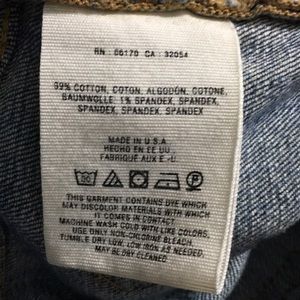 RN : 66170 CA : 32054
99% COTTON, COTON, ALGODÓN, COTONE,
BAUMWOLLE. 1% SPANDEX, SPANDEX,
SPANDEX, SPANDEX, SPANDEX
MADE IN U.S.A.
HECHO EN EE UU
FABRIQUE AUX E.-U.
THIS GARMENT CONTAINS DYE WHICH
MAY DISCOLOR MATERIALS WITH WHICH
IT COMES IN CONTACT.
MACHINE WASH COLD WITH LIKE COLORS.
USE ONLY NON-CHLORINE BLEACH.
TUMBLE DRY LOW. LOW IRON AS NEEDED.
MAY BE DRY CLEANED.